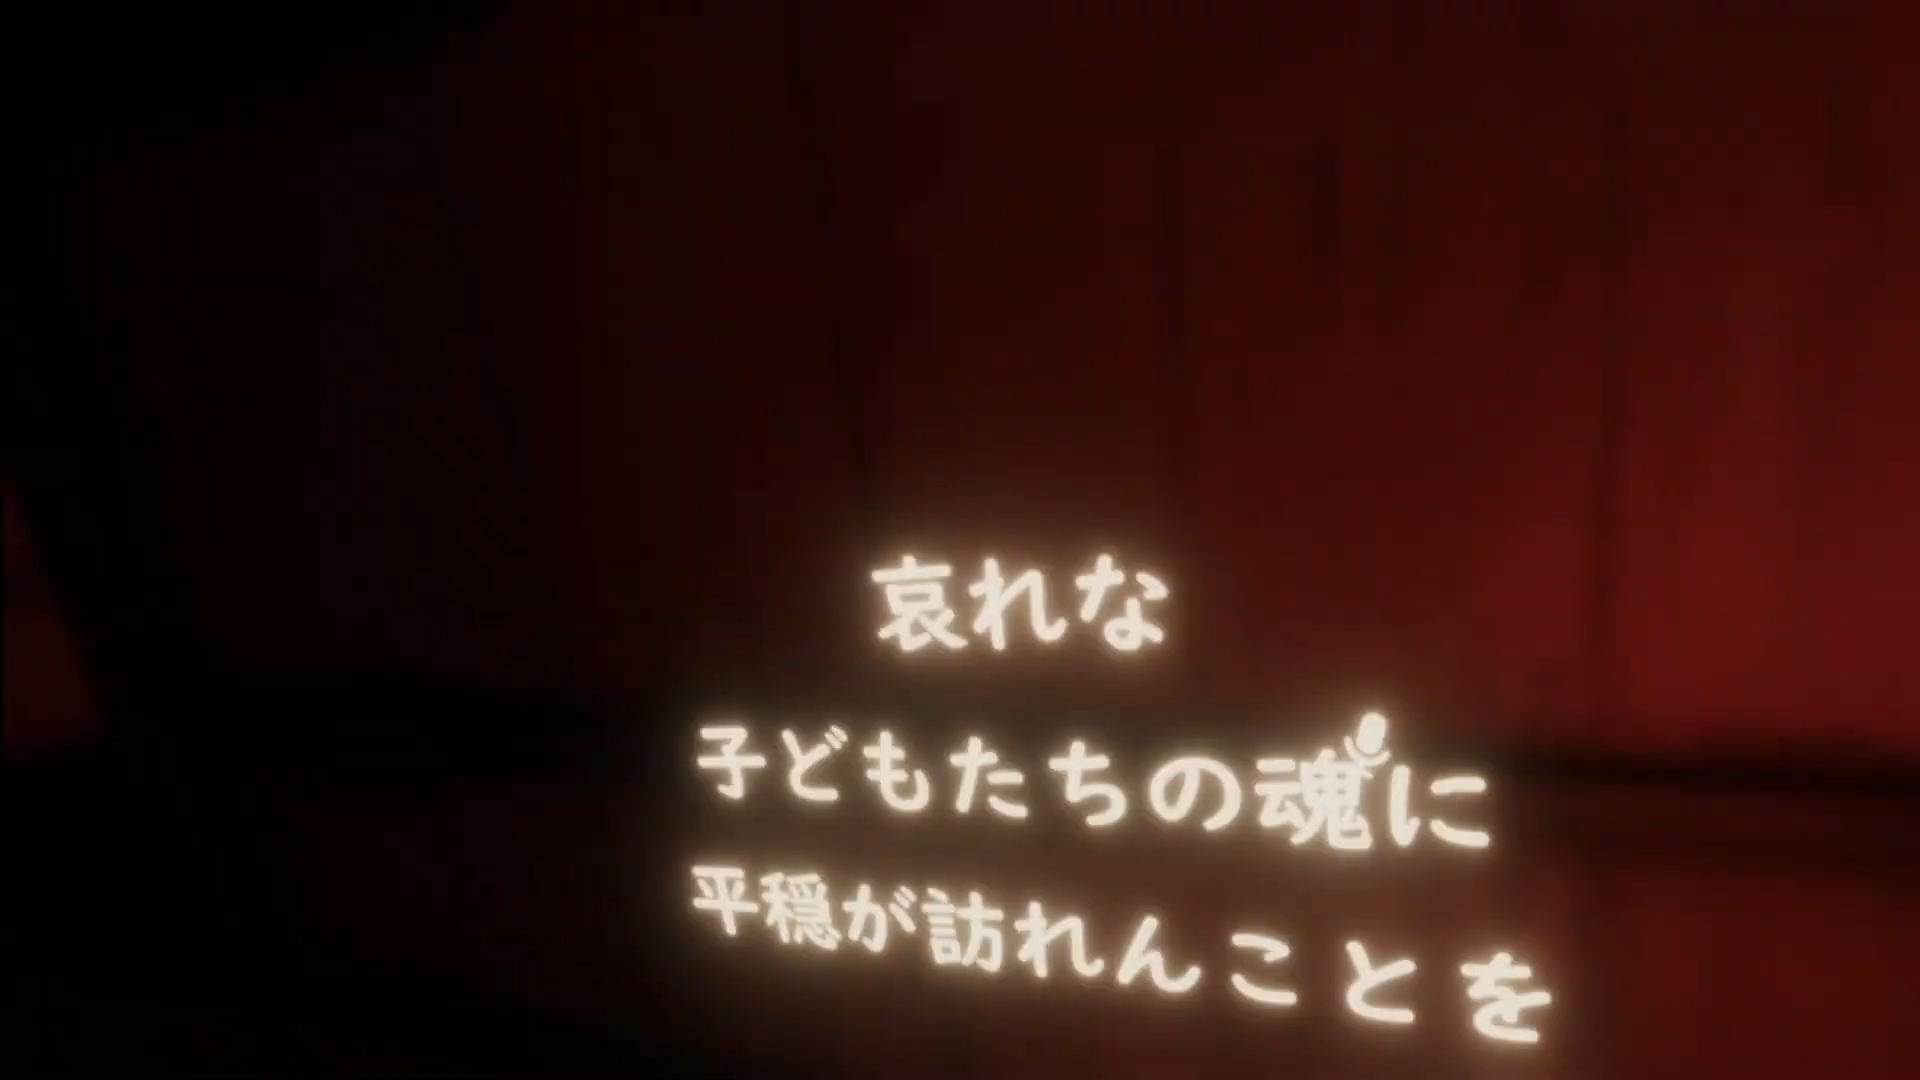 哀れな
子どもたちの魂に
平穏が訪れんことを